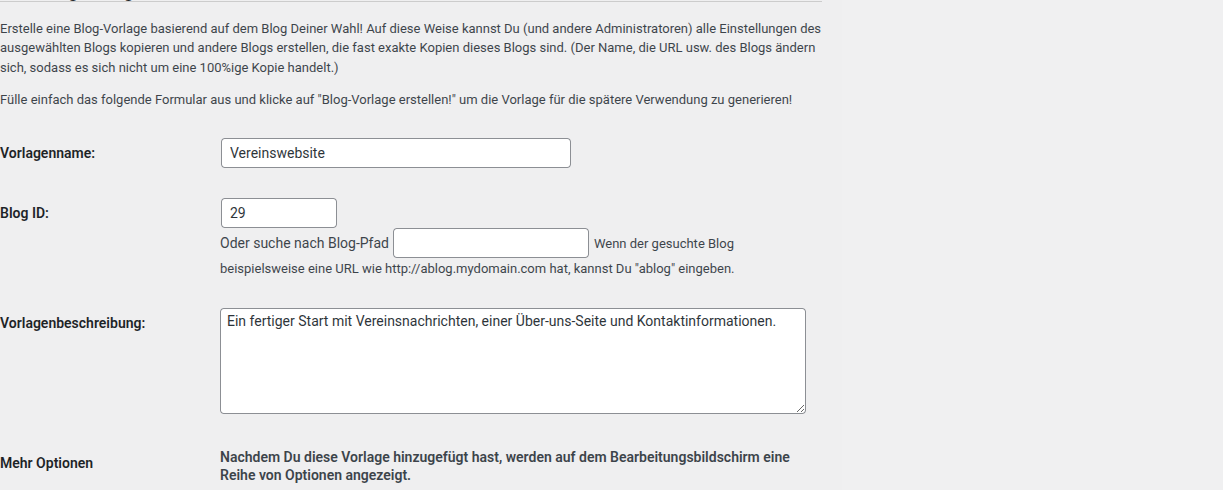 Erstelle eine Blog-Vorlage basierend auf dem Blog Deiner Wahl! Auf diese Weise kannst Du (und andere Administratoren) alle Einstellungen des
ausgewählten Blogs kopieren und andere Blogs erstellen, die fast exakte Kopien dieses Blogs sind. (Der Name, die URL usw. des Blogs ändern
sich, sodass es sich nicht um eine 100%ige Kopie handelt.)
Fülle einfach das folgende Formular aus und klicke auf "Blog-Vorlage erstellen!" um die Vorlage für die spätere Verwendung zu generieren!
Vorlagenname: Vereinswebsite
Blog ID: 29
Oder suche nach Blog-Pfad Wenn der gesuchte Blog
beispielsweise eine URL wie http://ablog.mydomain.com hat, kannst Du "ablog" eingeben.
Vorlagenbeschreibung: Ein fertiger Start mit Vereinsnachrichten, einer Über-uns-Seite und Kontaktinformationen.
Mehr Optionen Nachdem Du diese Vorlage hinzugefügt hast, werden auf dem Bearbeitungsbildschirm eine
Reihe von Optionen angezeigt.